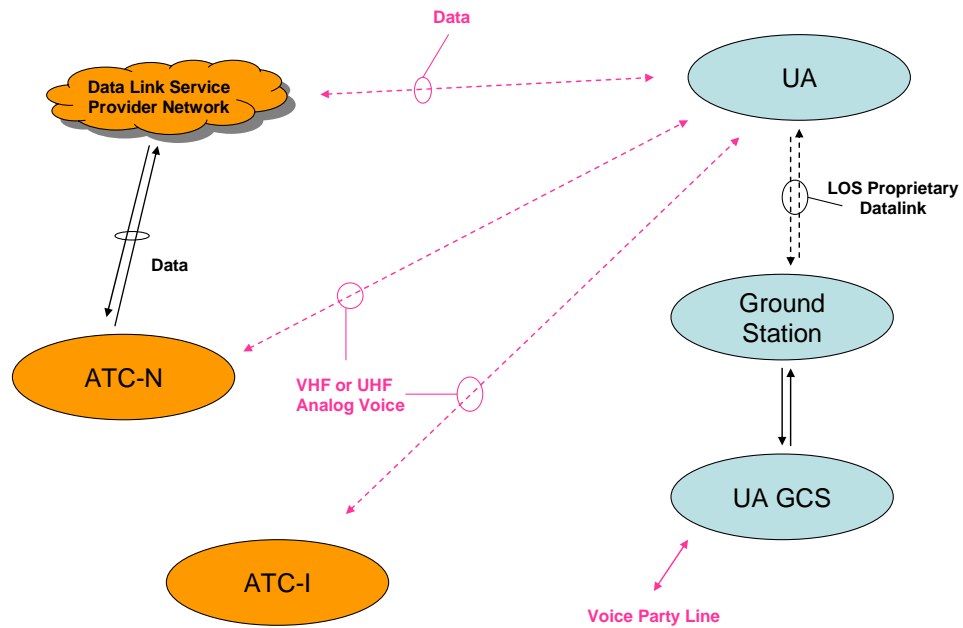 Data
Data Link Service
Provider Network
UA
LOS Proprietary
Datalink
Data
Ground
Station
ATC-N
VHF or UHF
Analog Voice
UA GCS
ATC-I
Voice Party Line